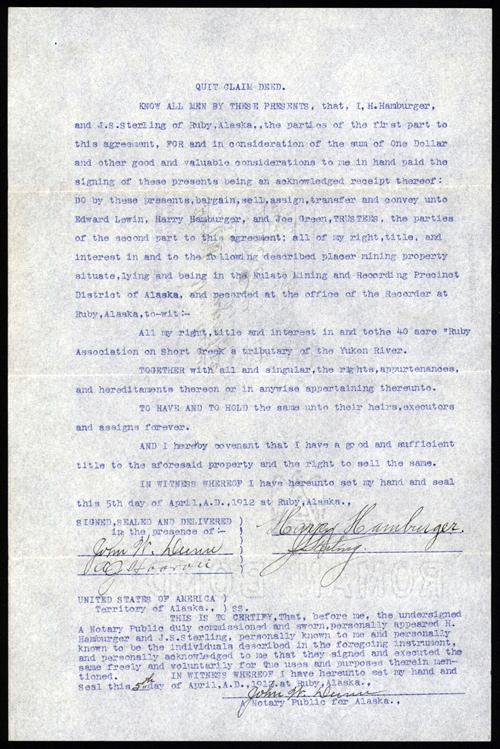 QUIT CLAIM DEED.
KNOW ALL MEN BY THESE PRESENTS, that, I,H.Hamburger,
and J.S.Sterling of Ruby,Alaska,.the parties of the first part to
this agreement, FOR and in consideration of the sum of One Dollar
and other good and valuable considerations to me in hand paid the
signing of these presents being an acknowledged receipt thereof:
DO by these presents,bargain,sell,assign,transfer and convey unto
Edward Lewin, Harry Hamburger, and Joe Green,TRUSTEES, the parties
of the second part to this agreement; all of my right,title, and
interest in and to the following described placer mining property
situate,lying and being in the Nulato Mining and Recording Precinct
District of Alaska, and recorded at the office of the Recorder at
Ruby,Alaska,to-wit:-
All my right,title and interest in and tothe 40 acre "Ruby
Association on Short Creek a tributary of the Yukon River.
TOGETHER with all and singular,the rights,appurtenances,
and hereditaments thereon or in anywise appertaining thereunto.
TO HAVE AND TO HOLD the same unto their heirs,executors
and assigns forever.
AND I hereby covenant that I have a good and sufficient
title to the aforesaid property and the right to sell the same.
IN WITNESS WHEREOF I have hereunto set my hand and seal
this 5th day of April,A.D.,1912 at Ruby,Alaska.,
SIGNED,SEALED AND DELIVERED )
in the presence of:- )
Harry Hamburger.
John W. Dunn )
J S Sterling.
UNITED STATES OF AMERICA )
Territory of Alaska., ) SS.
THIS IS TO CERTIFY,That, before me, the undersigned
A Notary Public duly commissioned and sworn,personally appeared H.
Hamburger and J.S.Sterling, personally known to me and personally
known to be the individuals described in the foregoing instrument,
and personally acknowledged to me that they signed and executed the
same freely and voluntarily for the uses and purposes therein men-
tioned. IN WITNESS WHEREOF I have hereunto set my hand and
seal this 5th day of April,A.D.,1912,at Ruby,Alaska.,
John W. Dunn
A Notary Public for Alaska.,